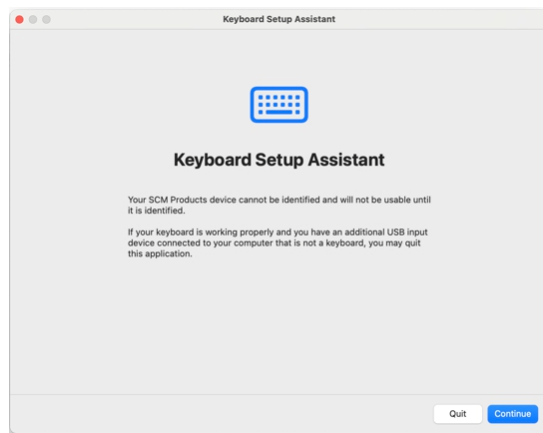 Keyboard Setup Assistant
Keyboard Setup Assistant
Your SCM Products device cannot be identified and will not be usable until
it is identified.
If your keyboard is working properly and you have an additional USB input
device connected to your computer that is not a keyboard, you may quit
this application.
Quit
Continue